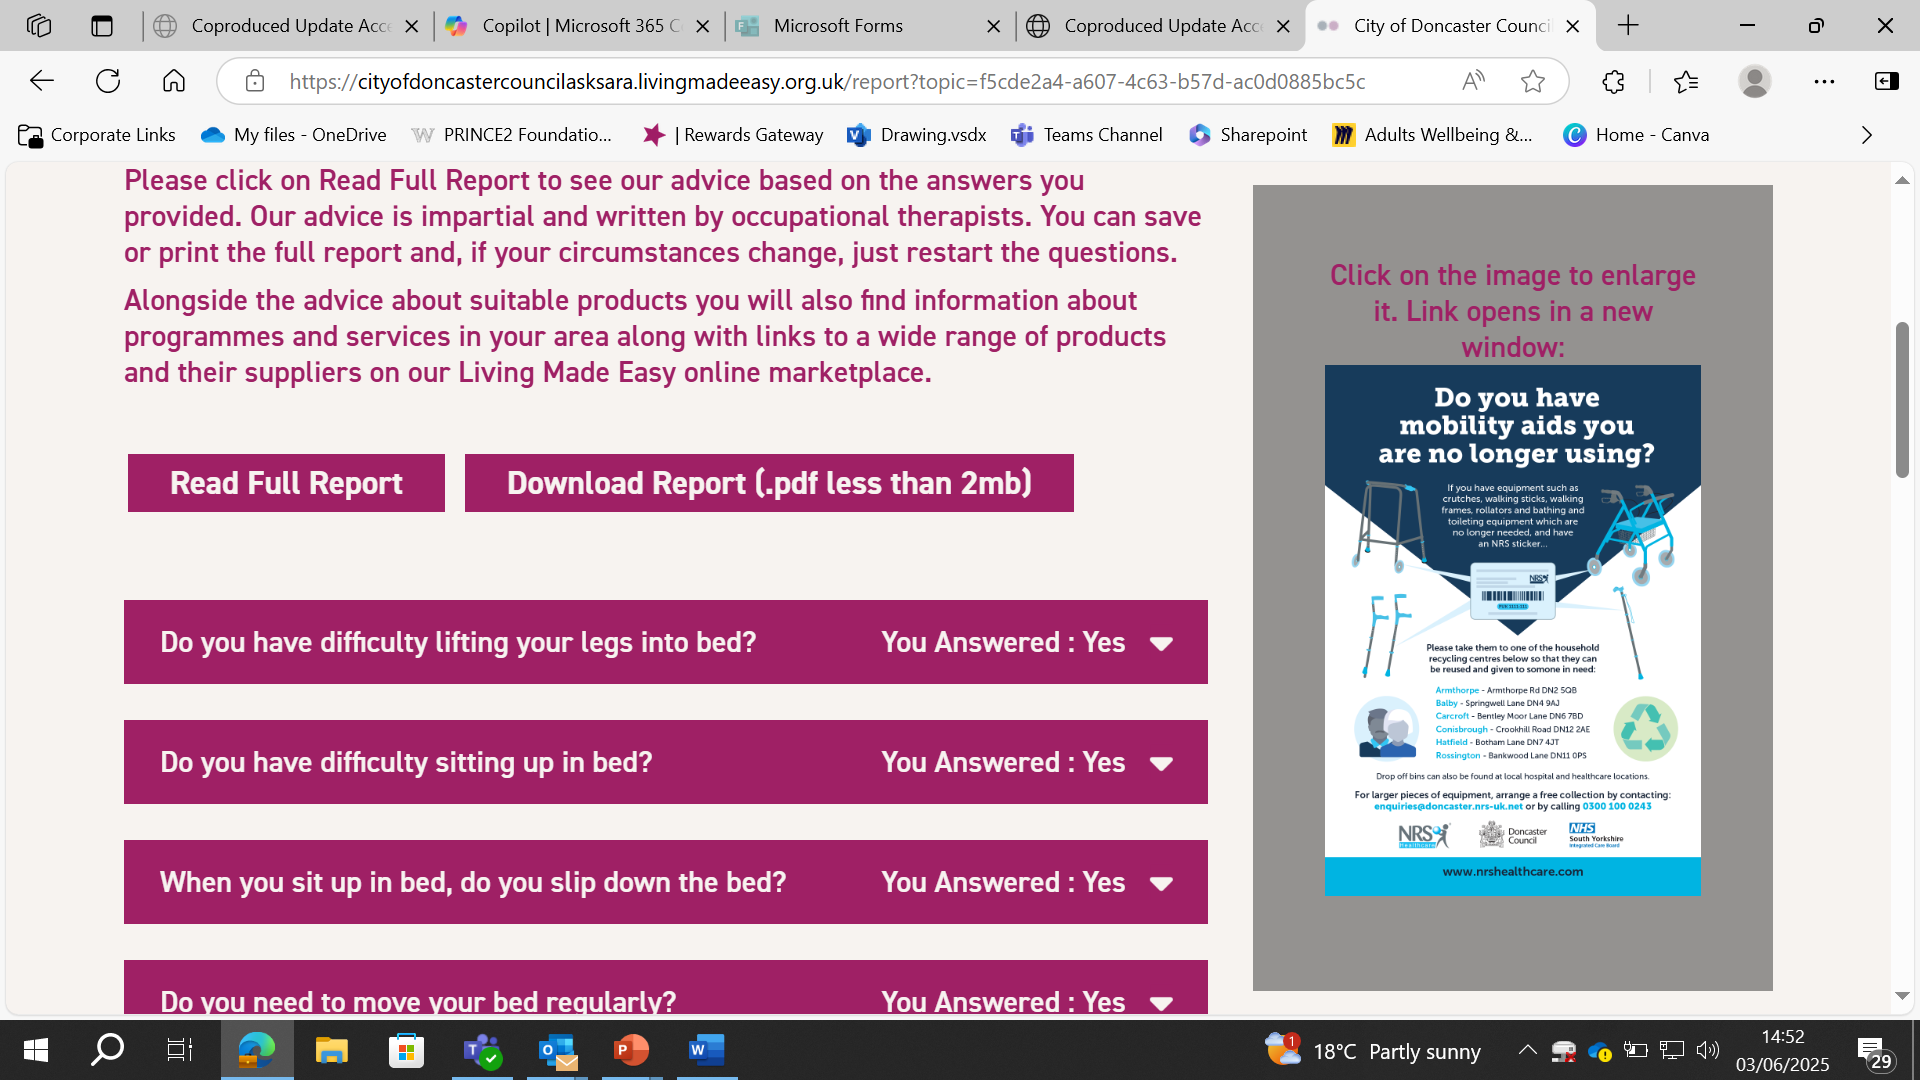 Coproduced Update Acce
Copilot | Microsoft 365 C
Microsoft Forms
Coproduced Update Acce
City of Doncaster Counci
https://cityofdoncastercouncilasksara.livingmadeeasy.org.uk/report?topic=f5cde2a4-a607-4c63-b57d-ac0d0885bc5c
Corporate Links
My files - OneDrive
PRINCE2 Foundatio...
| Rewards Gateway
Drawing.vsdx
Teams Channel
Sharepoint
Adults Wellbeing &...
Home - Canva
Please click on Read Full Report to see our advice based on the answers you
provided. Our advice is impartial and written by occupational therapists. You can save
or print the full report and, if your circumstances change, just restart the questions.
Alongside the advice about suitable products you will also find information about
programmes and services in your area along with links to a wide range of products
and their suppliers on our Living Made Easy online marketplace.
Read Full Report
Download Report (.pdf less than 2mb)
Do you have difficulty lifting your legs into bed? You Answered : Yes
Do you have difficulty sitting up in bed? You Answered : Yes
When you sit up in bed, do you slip down the bed? You Answered : Yes
Do you need to move your bed regularly? You Answered : Yes
Click on the image to enlarge
it. Link opens in a new
window:
Do you have
mobility aids you
are no longer using?
If you have equipment such as
crutches, walking sticks, walking
frames, rollators and bathing and
toileting equipment which are
no longer needed, and have
an NRS sticker...
NRS
Please take them to one of the household
recycling centres below so that they can
be reused and given to somone in need:
Armthorpe - Armthorpe Rd DN2 5QB
Balby - Springwell Lane DN4 9AJ
Carcroft - Bentley Moor Lane DN6 7BD
Conisbrough - Crookhill Road DN12 2AE
Hatfield - Botham Lane DN7 4JT
Rossington - Bankwood Lane DN11 0PS
Drop off bins can also be found at local hospital and healthcare locations.
For larger pieces of equipment, arrange a free collection by contacting:
enquiries@doncaster.nrs-uk.net or by calling 0300 100 0243
NRS
Healthcare
Doncaster
Council
NHS
South Yorkshire
Integrated Care Board
www.nrshealthcare.com
1
18°C Partly sunny
14:52
03/06/2025
29